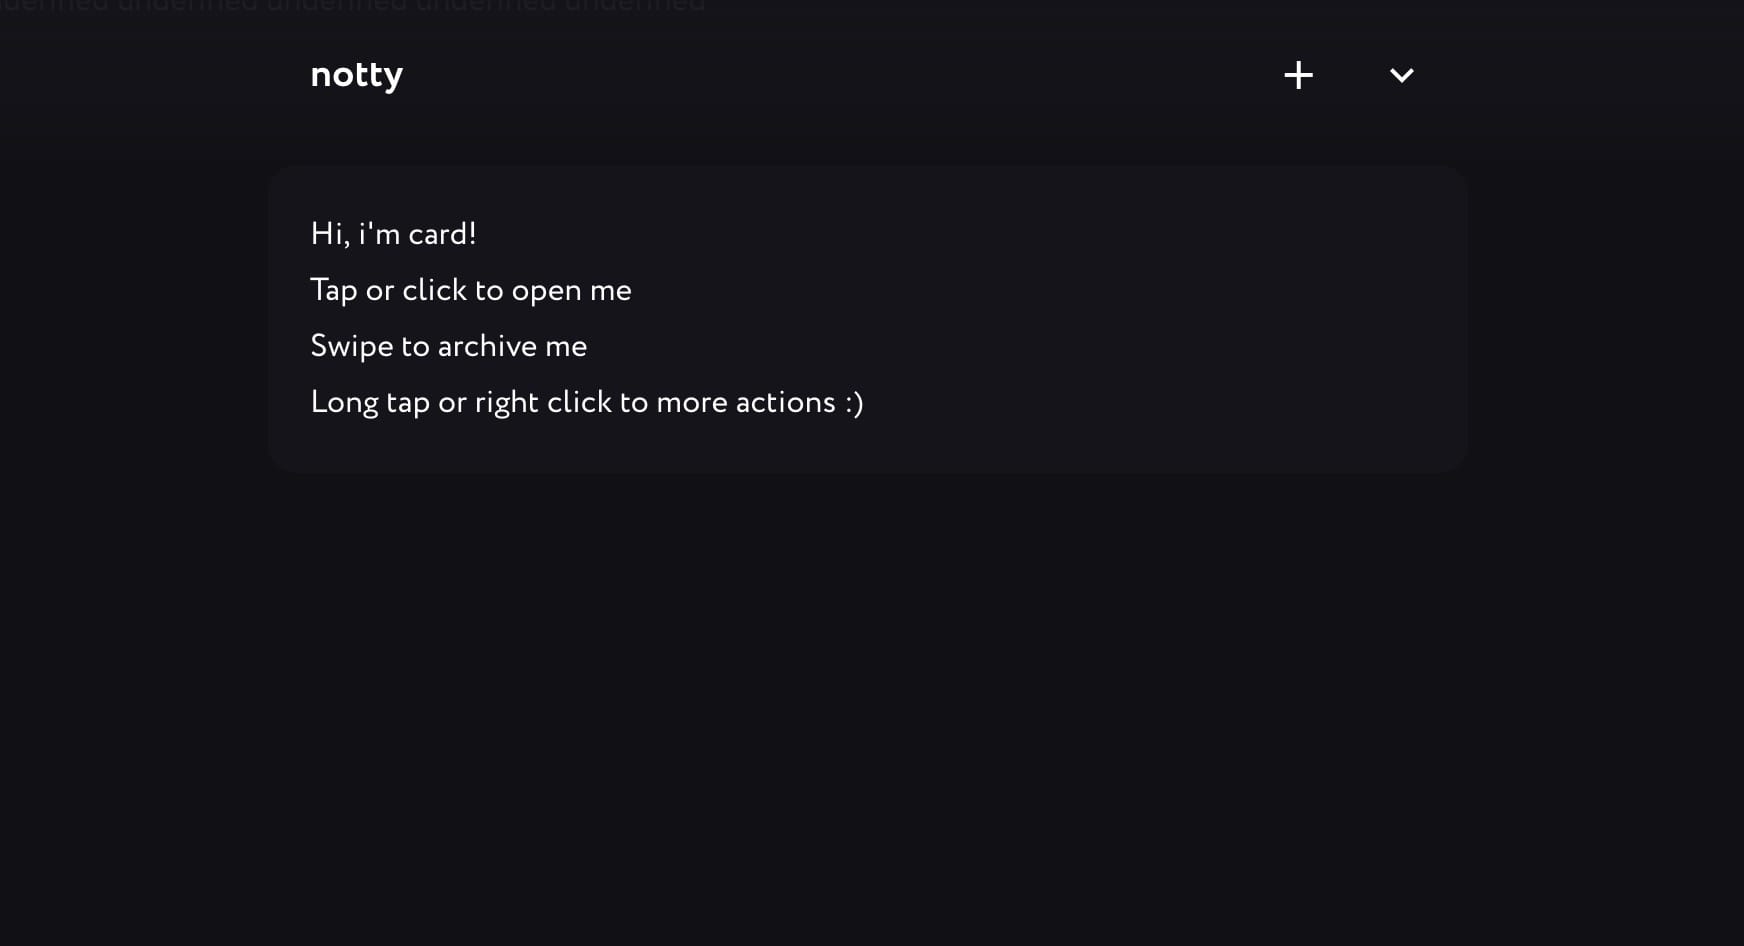 undefined undefined undefined undefined
notty
Hi, i'm card!
Tap or click to open me
Swipe to archive me
Long tap or right click to more actions :)